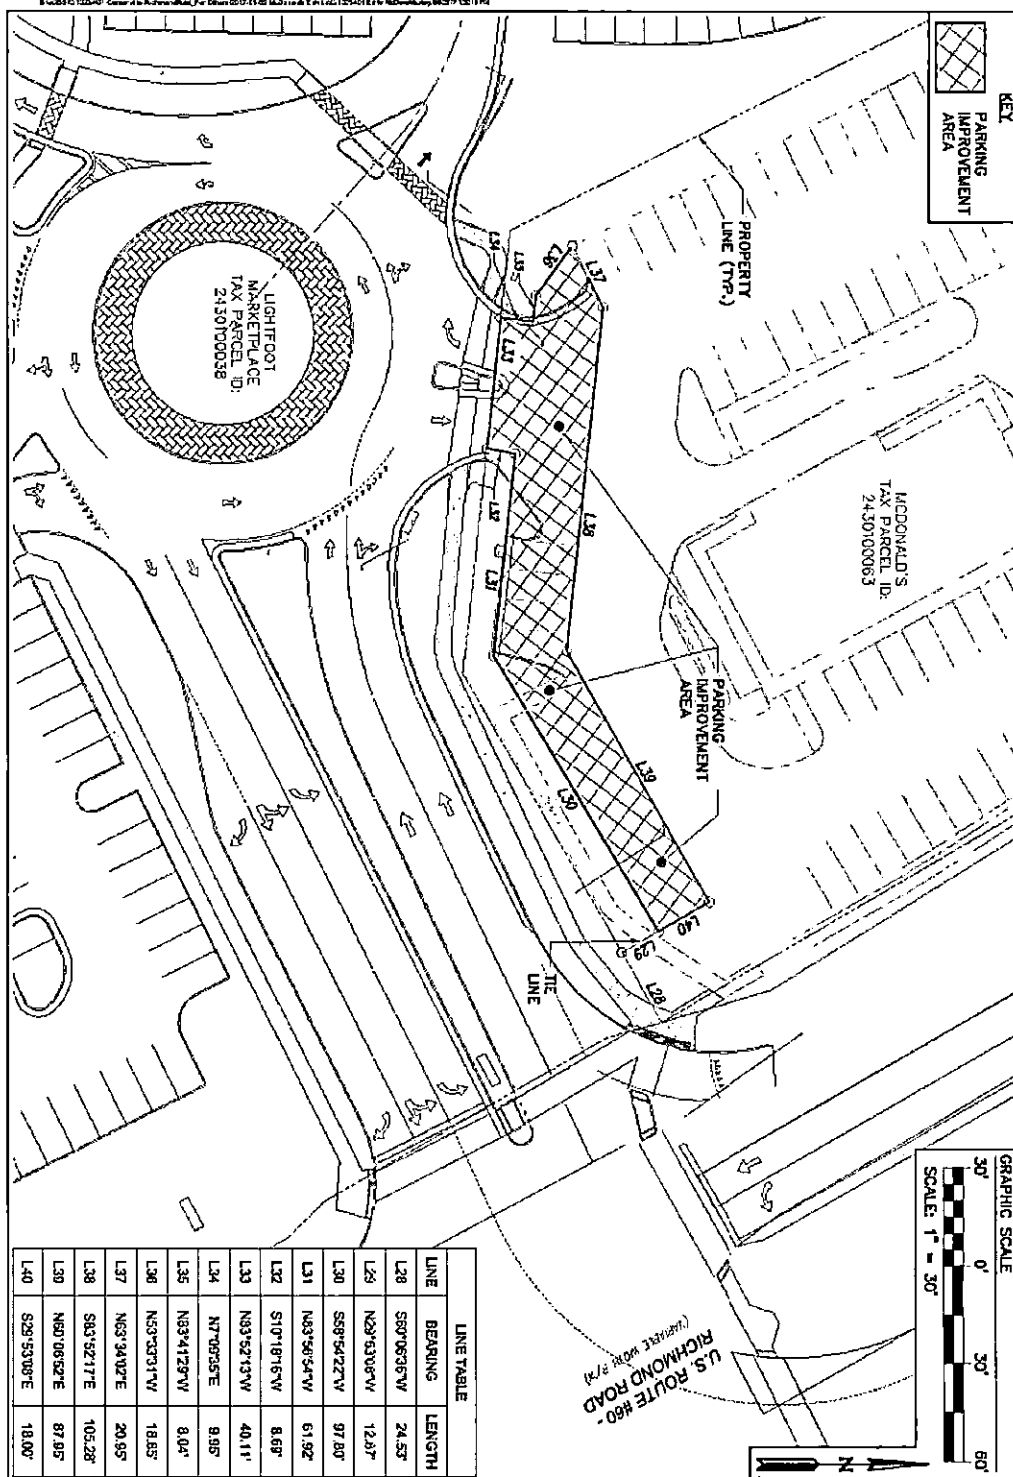 KEY
PARKING
IMPROVEMENT
AREA
PROPERTY
LINE (TYP.)
LIGHTFOOT
MARKETPLACE
TAX PARCEL ID:
2430100038
MCDONALD'S
TAX PARCEL ID:
2430100063
PARKING
IMPROVEMENT
AREA
L34
L35
L36
L37
L33
L38
L32
L31
L39
L30
L40
L29
L28
TIE
LINE
GRAPHIC SCALE
30' 0' 30' 60'
SCALE: 1" = 30'
N
U.S. ROUTE #60 -
RICHMOND ROAD
(VARIABLE WIDTH R/W)
LINE TABLE
LINE BEARING LENGTH
L28 S60°06'36"W 24.53'
L29 N29°53'08"W 12.67'
L30 S58°54'22"W 97.80'
L31 N83°56'54"W 61.92'
L32 S10°18'16"W 8.69'
L33 N83°52'13"W 40.11'
L34 N7°09'35"E 9.95'
L35 N83°41'29"W 8.04'
L36 N53°33'31"W 18.85'
L37 N63°34'02"E 20.95'
L38 S83°52'17"E 105.28'
L39 N60°06'52"E 87.95'
L40 S29°53'08"E 18.00'